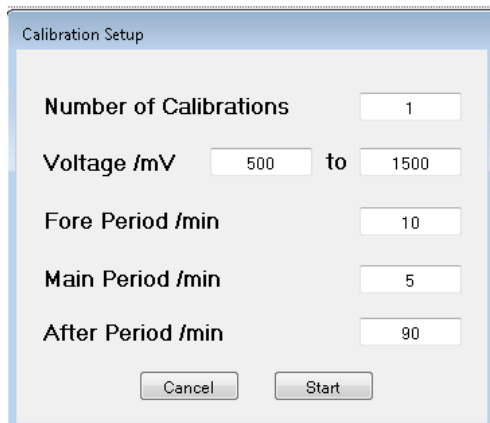 Calibration Setup
Number of Calibrations 1
Voltage /mV 500 to 1500
Fore Period /min 10
Main Period /min 5
After Period /min 90
Cancel Start